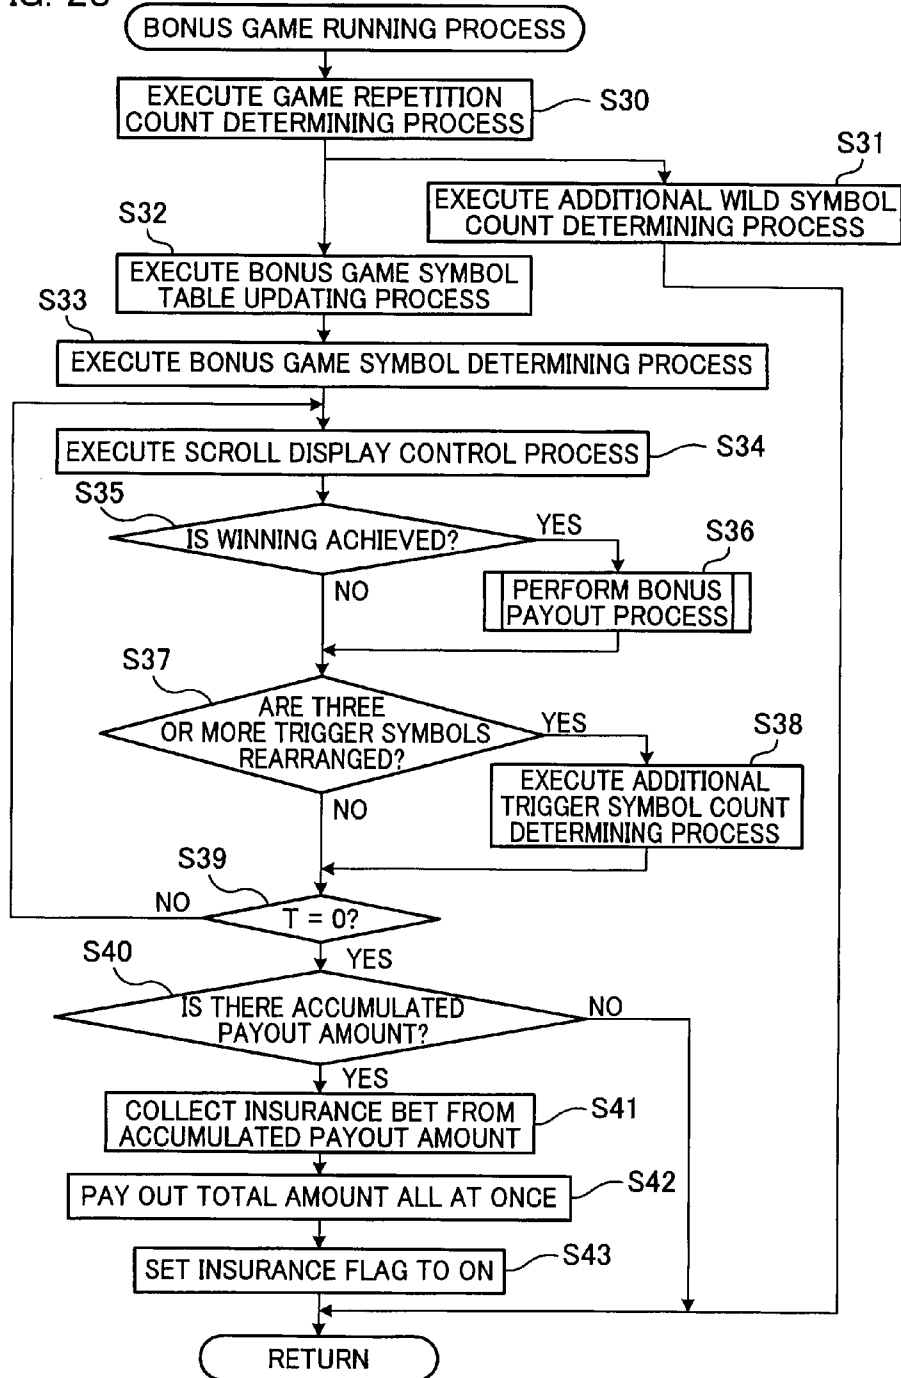 BONUS GAME RUNNING PROCESS
EXECUTE GAME REPETITION
COUNT DETERMINING PROCESS
S30
S31
EXECUTE ADDITIONAL WILD SYMBOL
COUNT DETERMINING PROCESS
S32
EXECUTE BONUS GAME SYMBOL
TABLE UPDATING PROCESS
S33
EXECUTE BONUS GAME SYMBOL DETERMINING PROCESS
EXECUTE SCROLL DISPLAY CONTROL PROCESS
S34
S35
IS WINNING ACHIEVED?
YES
NO
S36
PERFORM BONUS
PAYOUT PROCESS
S37
ARE THREE
OR MORE TRIGGER SYMBOLS
REARRANGED?
YES
NO
S38
EXECUTE ADDITIONAL
TRIGGER SYMBOL COUNT
DETERMINING PROCESS
S39
NO
T = 0?
YES
S40
IS THERE ACCUMULATED
PAYOUT AMOUNT?
NO
YES
COLLECT INSURANCE BET FROM
ACCUMULATED PAYOUT AMOUNT
S41
PAY OUT TOTAL AMOUNT ALL AT ONCE
S42
SET INSURANCE FLAG TO ON
S43
RETURN